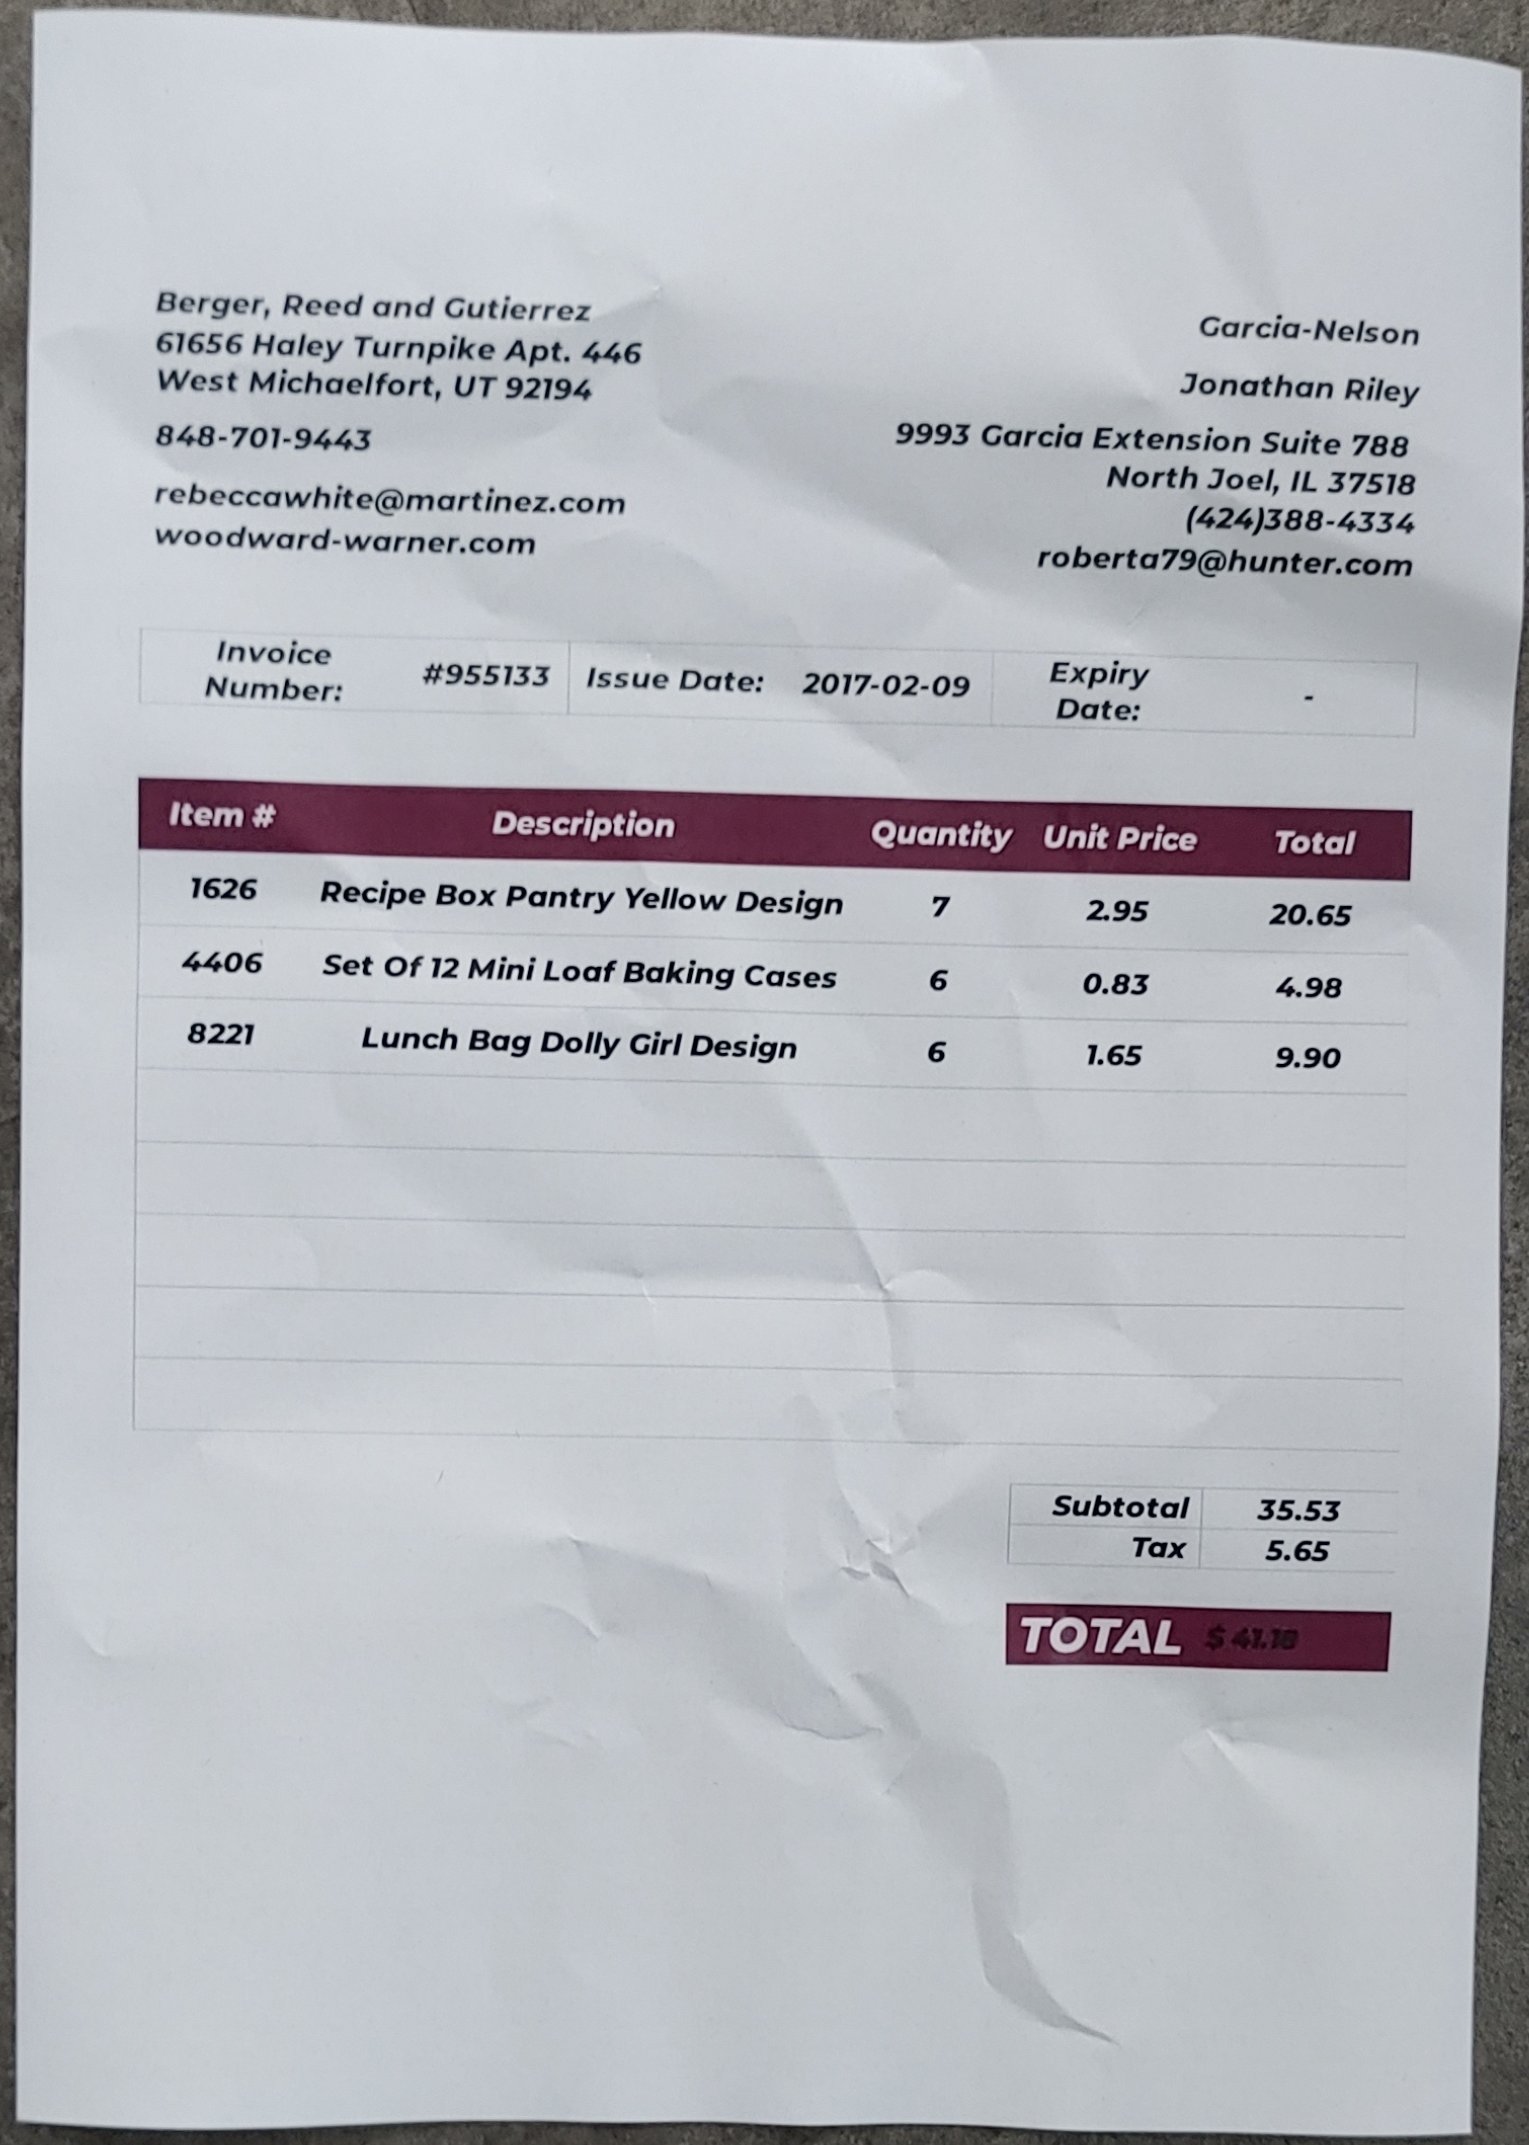 Berger, Reed and Gutierrez
61656 Haley Turnpike Apt. 446
West Michaelfort, UT 92194
848-701-9443
rebeccawhite@martinez.com
woodward-warner.com
Garcia-Nelson
Jonathan Riley
9993 Garcia Extension Suite 788
North Joel, IL 37518
(424)388-4334
roberta79@hunter.com
Invoice Number: #955133 Issue Date: 2017-02-09 Expiry Date: -
Item # Description Quantity Unit Price Total
1626 Recipe Box Pantry Yellow Design 7 2.95 20.65
4406 Set Of 12 Mini Loaf Baking Cases 6 0.83 4.98
8221 Lunch Bag Dolly Girl Design 6 1.65 9.90
Subtotal 35.53
Tax 5.65
TOTAL $ 41.18